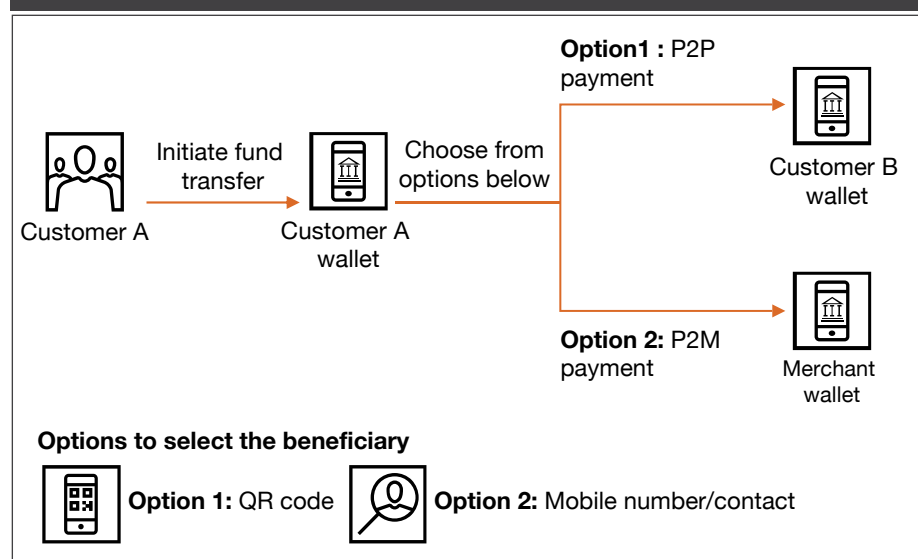 Option1 : P2P
payment
Customer B
wallet
Initiate fund
transfer
Choose from
options below
Customer A
Customer A
wallet
Option 2: P2M
payment
Merchant
wallet
Options to select the beneficiary
Option 1: QR code
Option 2: Mobile number/contact